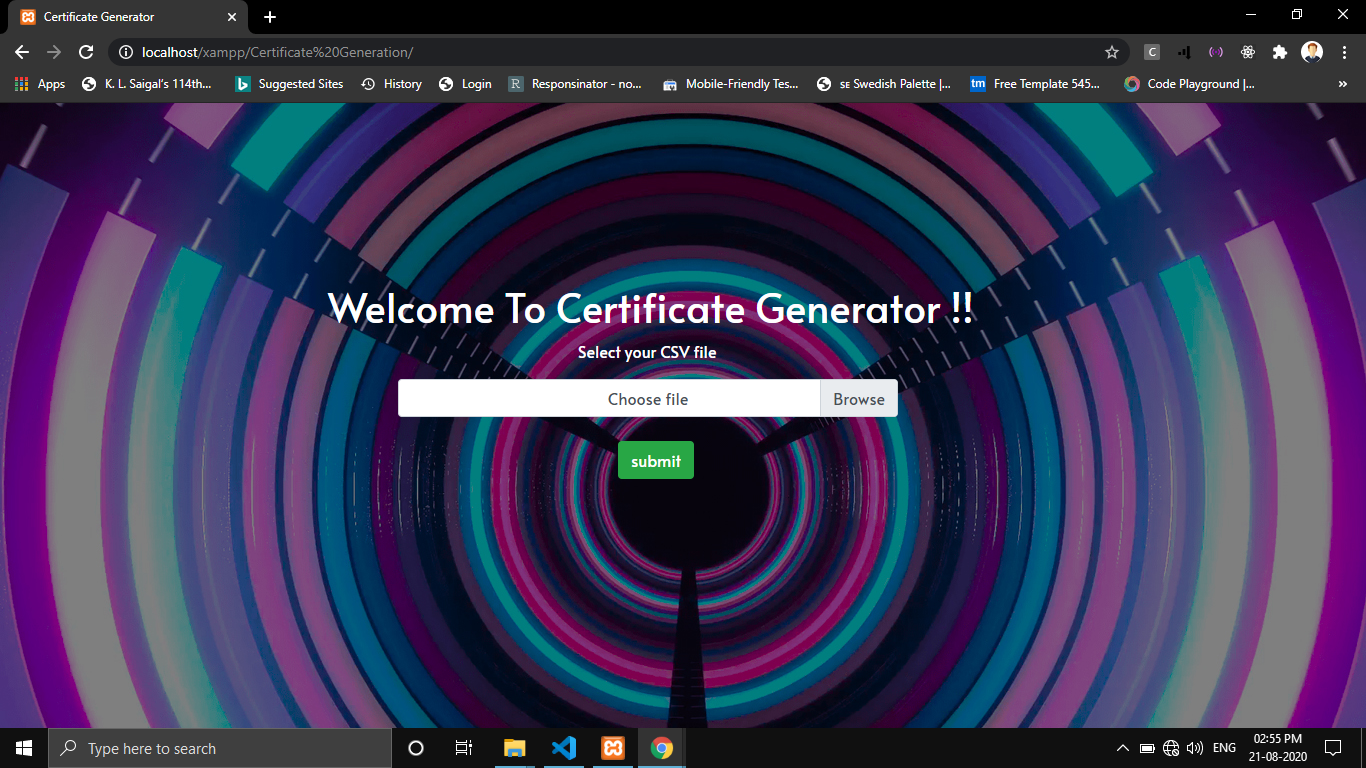 Certificate Generator
localhost/xampp/Certificate%20Generation/
C
Apps
K. L. Saigal's 114th...
Suggested Sites
History
Login
R
Responsinator - no...
Mobile-Friendly Tes...
SE Swedish Palette |...
tm
Free Template 545...
Code Playground |...
»
Welcome To Certificate Generator !!
Select your CSV file
Choose file
Browse
submit
Type here to search
ENG
02:55 PM
21-08-2020